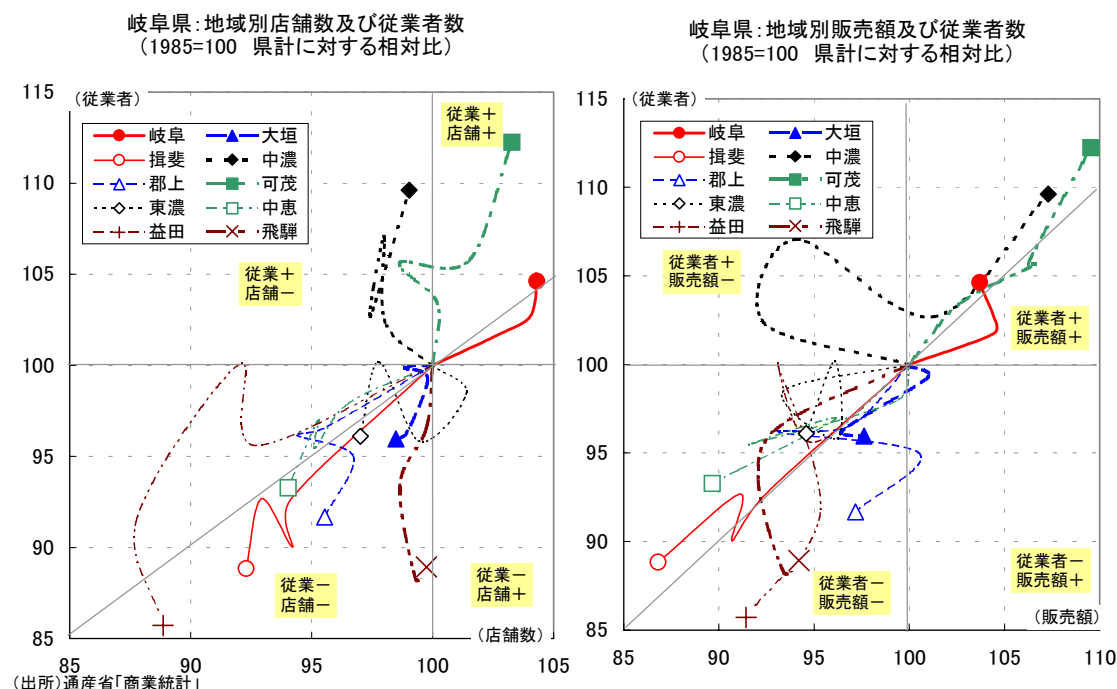 岐阜県：地域別店舗数及び従業者数
（1985=100　県計に対する相対比）
115
（従業者）
岐阜
大垣
揖斐
中濃
郡上
可茂
東濃
中恵
益田
飛騨
従業＋
店舗＋
110
従業＋
店舗－
105
100
95
90
従業－
店舗－
従業－
店舗＋
（店舗数）
85
85
90
95
100
105
（出所）通産省「商業統計」
岐阜県：地域別販売額及び従業者数
（1985=100　県計に対する相対比）
115
（従業者）
岐阜
大垣
揖斐
中濃
郡上
可茂
東濃
中恵
益田
飛騨
110
従業者＋
販売額－
105
従業者＋
販売額＋
100
95
90
従業者－
販売額－
従業者－
販売額＋
（販売額）
85
85
90
95
100
105
110